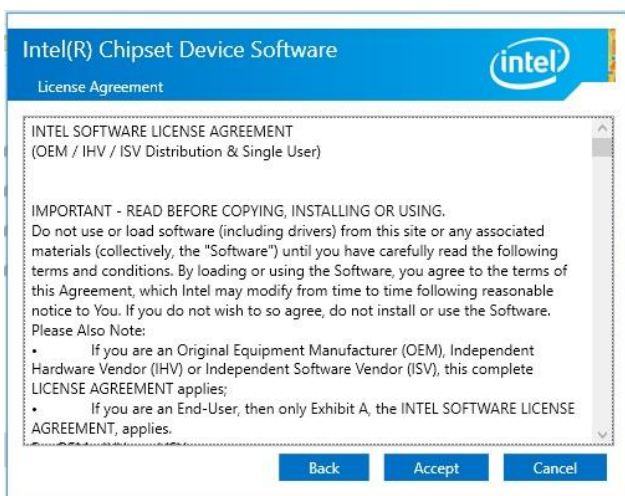 Intel(R) Chipset Device Software
License Agreement
intel
INTEL SOFTWARE LICENSE AGREEMENT
(OEM / IHV / ISV Distribution & Single User)
IMPORTANT - READ BEFORE COPYING, INSTALLING OR USING.
Do not use or load software (including drivers) from this site or any associated
materials (collectively, the "Software") until you have carefully read the following
terms and conditions. By loading or using the Software, you agree to the terms of
this Agreement, which Intel may modify from time to time following reasonable
notice to You. If you do not wish to so agree, do not install or use the Software.
Please Also Note:
• If you are an Original Equipment Manufacturer (OEM), Independent
Hardware Vendor (IHV) or Independent Software Vendor (ISV), this complete
LICENSE AGREEMENT applies;
• If you are an End-User, then only Exhibit A, the INTEL SOFTWARE LICENSE
AGREEMENT, applies.
Back Accept Cancel